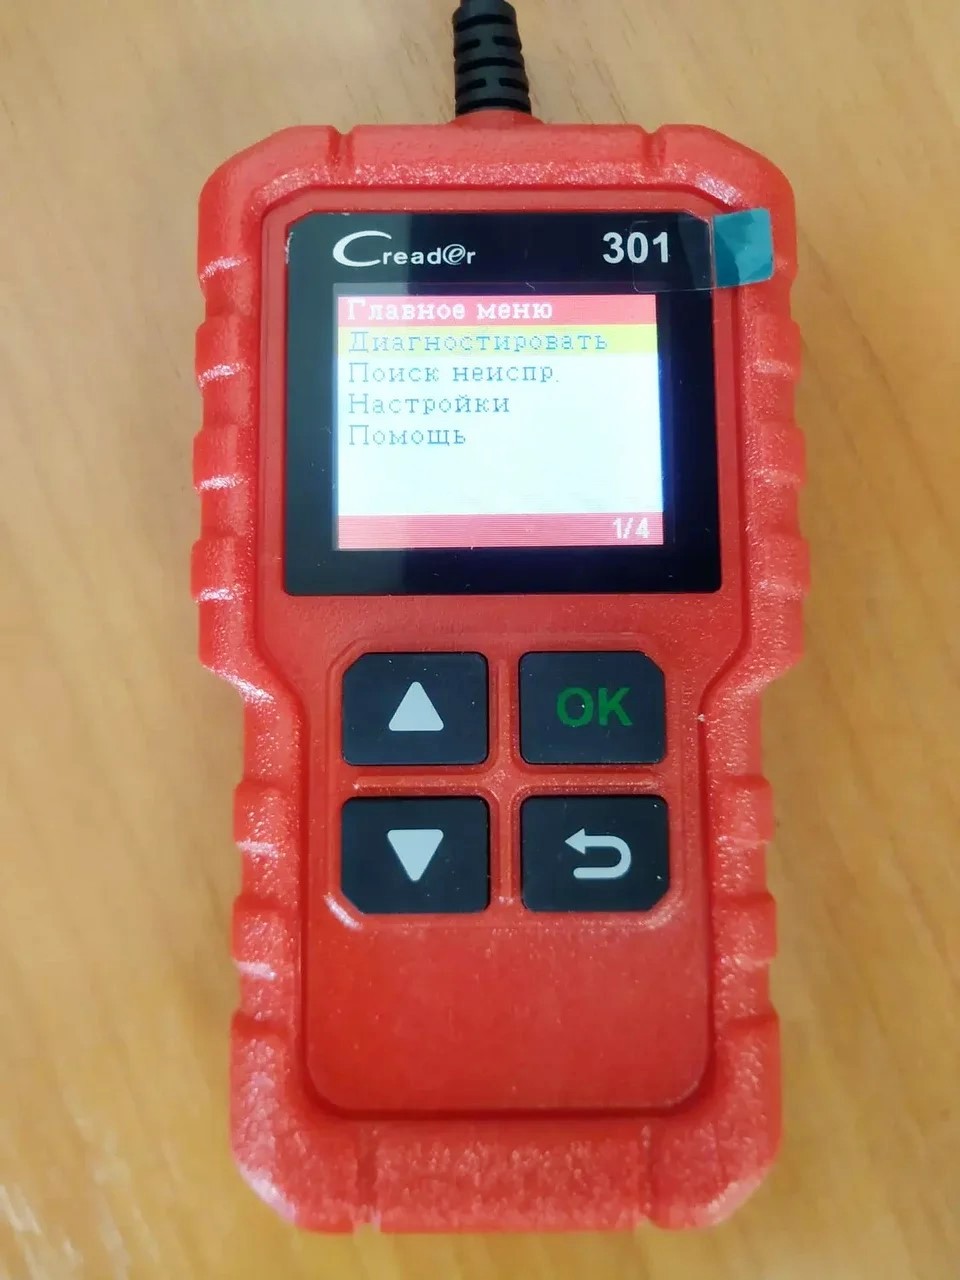 Creader 301
Главное меню
Диагностировать
Поиск неиспр.
Настройки
Помощь
1/4
OK